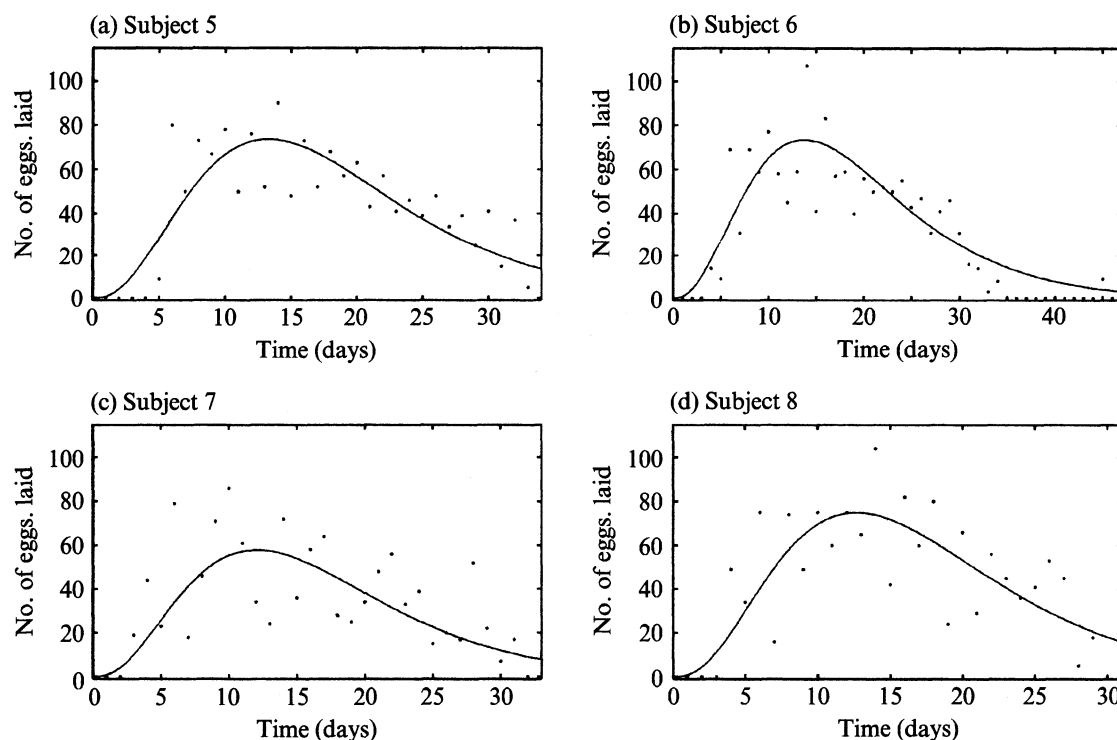 (a) Subject 5
No. of eggs. laid
100
80
60
40
20
0
0 5 10 15 20 25 30
Time (days)
(b) Subject 6
No. of eggs. laid
100
80
60
40
20
0
0 10 20 30 40
Time (days)
(c) Subject 7
No. of eggs. laid
100
80
60
40
20
0
0 5 10 15 20 25 30
Time (days)
(d) Subject 8
No. of eggs. laid
100
80
60
40
20
0
0 5 10 15 20 25 30
Time (days)